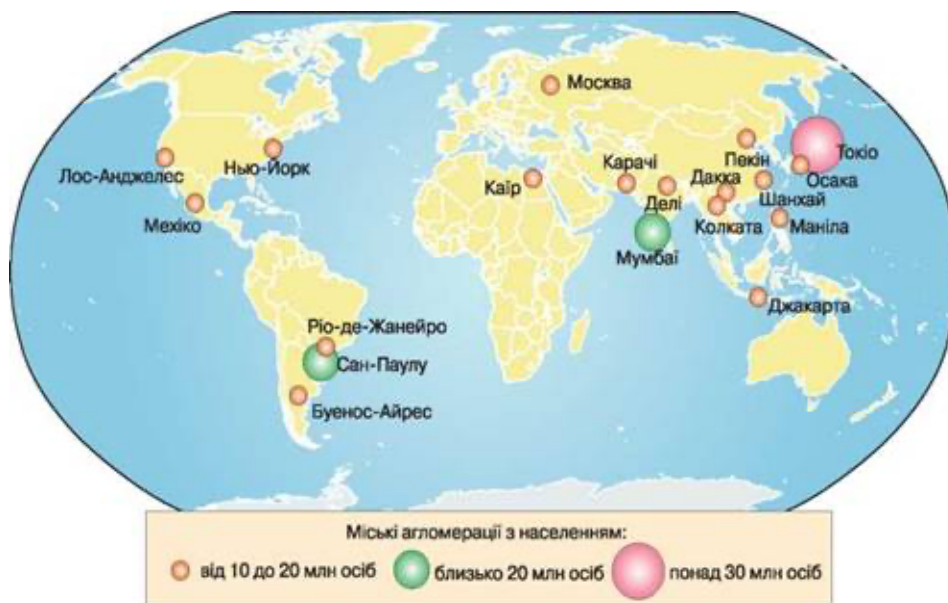 Москва
Лос-Анджелес
Нью-Йорк
Мехіко
Каїр
Карачі
Делі
Мумбаї
Дакка
Колката
Пекін
Шанхай
Токіо
Осака
Маніла
Джакарта
Ріо-де-Жанейро
Сан-Паулу
Буенос-Айрес
Міські агломерації з населенням:
від 10 до 20 млн осіб
близько 20 млн осіб
понад 30 млн осіб